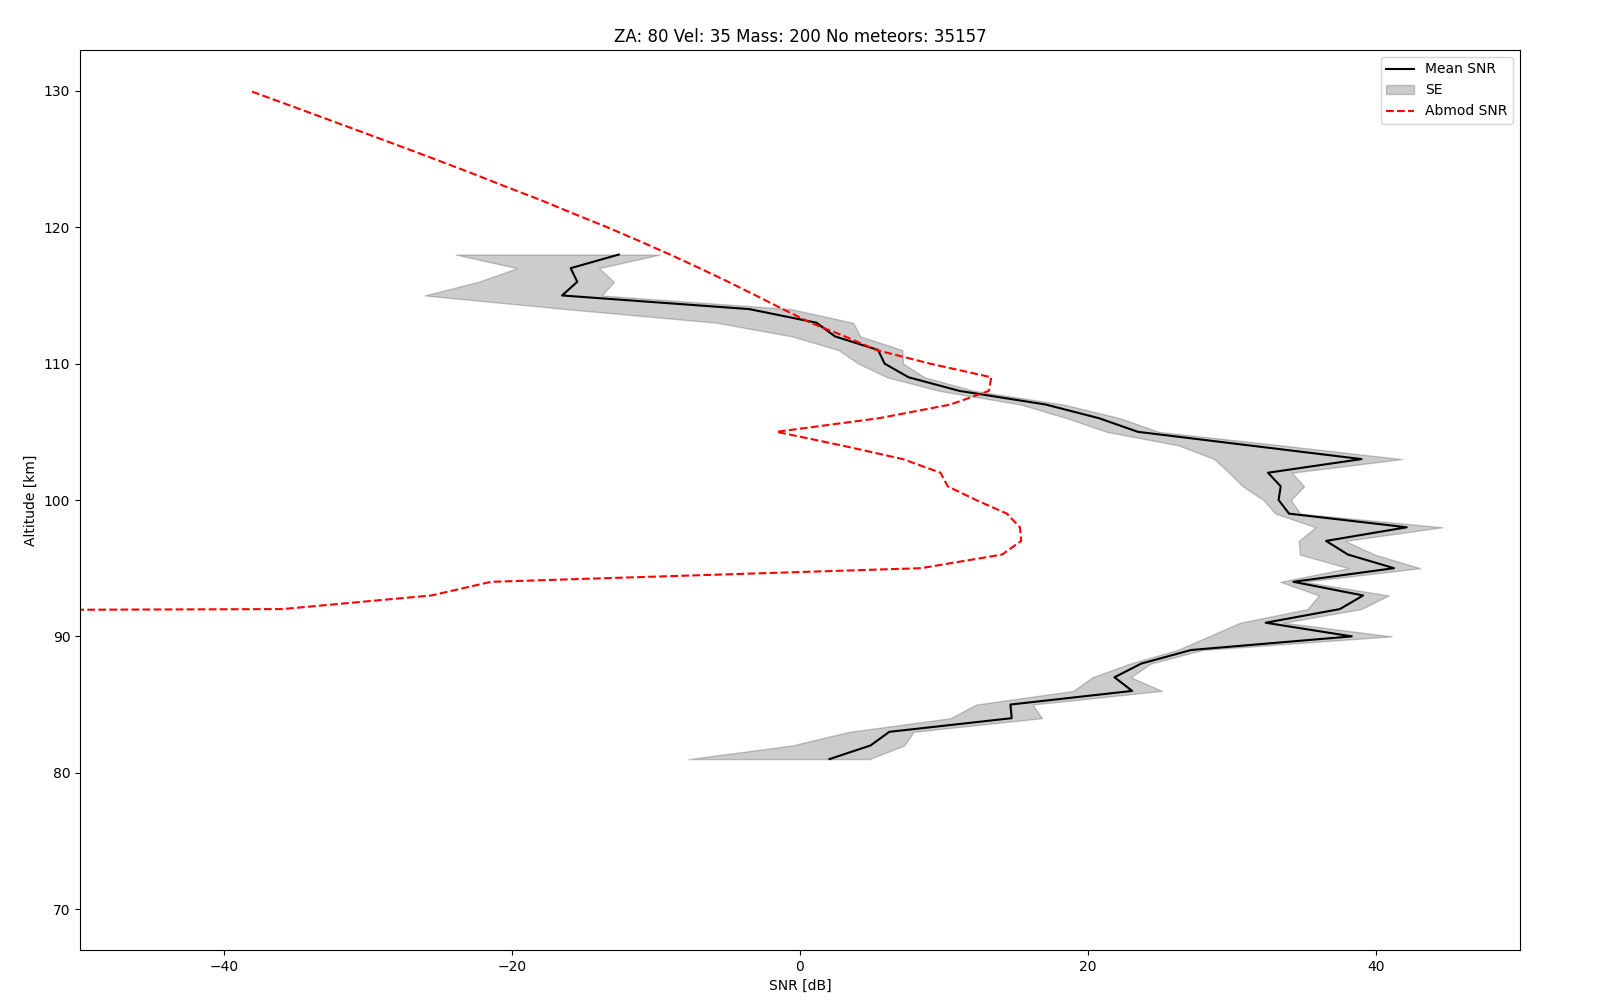 ZA: 80 Vel: 35 Mass: 200 No meteors: 35157
Mean SNR
SE
Abmod SNR
130
120
110
100
90
80
70
Altitude [km]
−40
−20
0
20
40
SNR [dB]